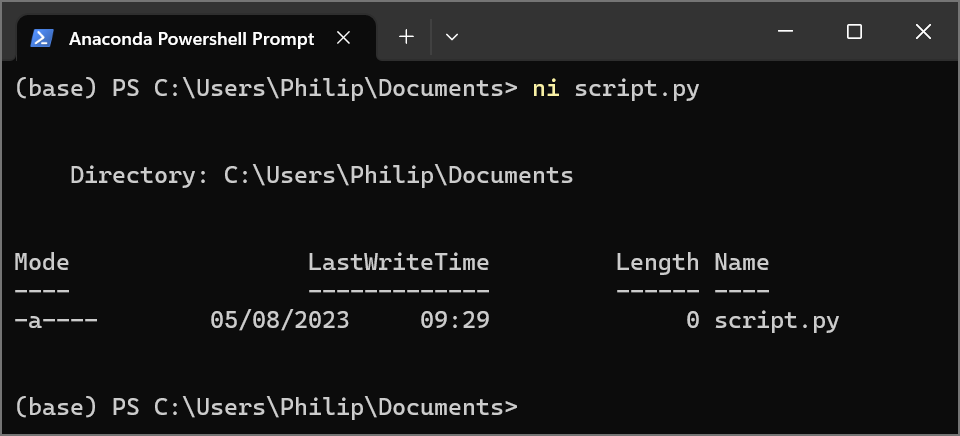 Anaconda Powershell Prompt
(base) PS C:\Users\Philip\Documents> ni script.py
Directory: C:\Users\Philip\Documents
Mode LastWriteTime Length Name
---- ------------- ------ ----
-a---- 05/08/2023 09:29 0 script.py
(base) PS C:\Users\Philip\Documents>